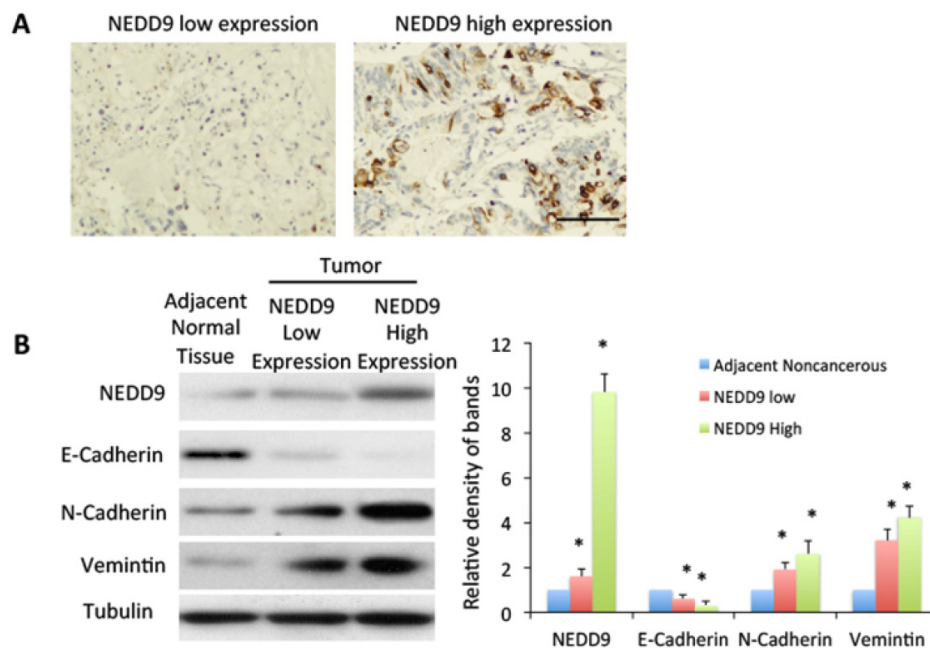 A
NEDD9 low expression
NEDD9 high expression
Tumor
Adjacent
Normal
Tissue
NEDD9
Low
Expression
NEDD9
High
Expression
B
NEDD9
E-Cadherin
N-Cadherin
Vemintin
Tubulin
Relative density of bands
12
10
8
6
4
2
0
*
*
*
*
*
*
*
*
Adjacent Noncancerous
NEDD9 low
NEDD9 High
NEDD9
E-Cadherin
N-Cadherin
Vemintin